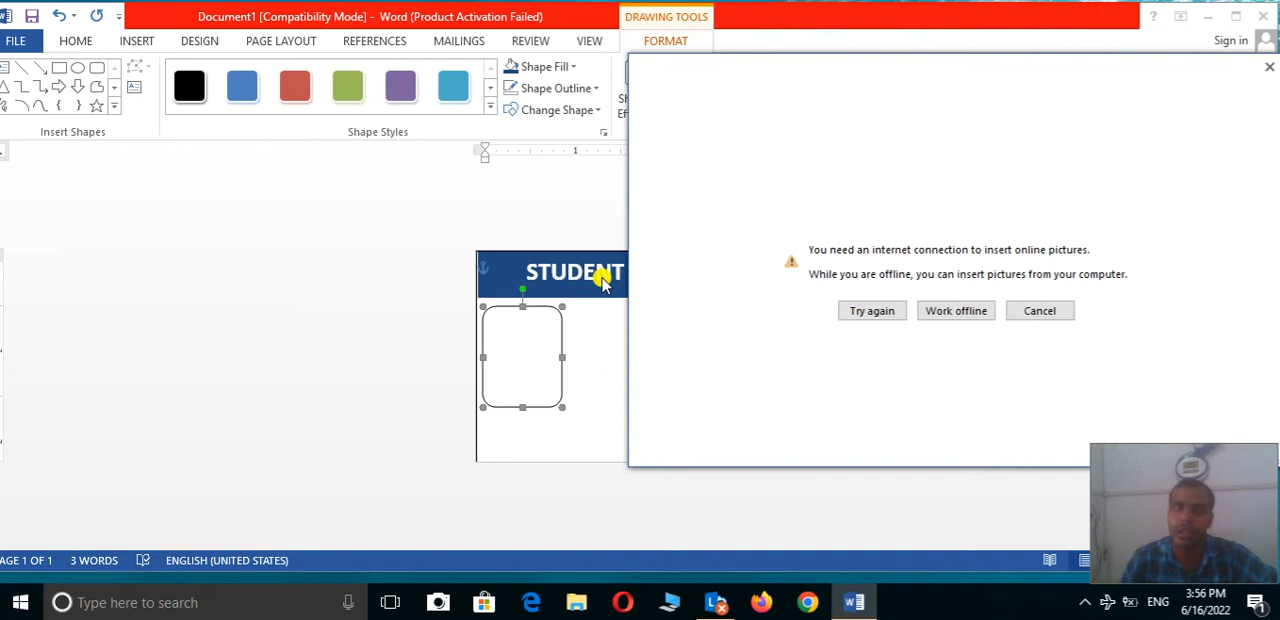 Document1 [Compatibility Mode] - Word (Product Activation Failed)
DRAWING TOOLS
FILE HOME INSERT DESIGN PAGE LAYOUT REFERENCES MAILINGS REVIEW VIEW FORMAT
Sign in
Shape Fill
Shape Outline
Change Shape
Insert Shapes
Shape Styles
1
STUDENT
You need an internet connection to insert online pictures.
While you are offline, you can insert pictures from your computer.
Try again Work offline Cancel
AGE 1 OF 1 3 WORDS ENGLISH (UNITED STATES)
Type here to search
ENG
3:56 PM
6/16/2022